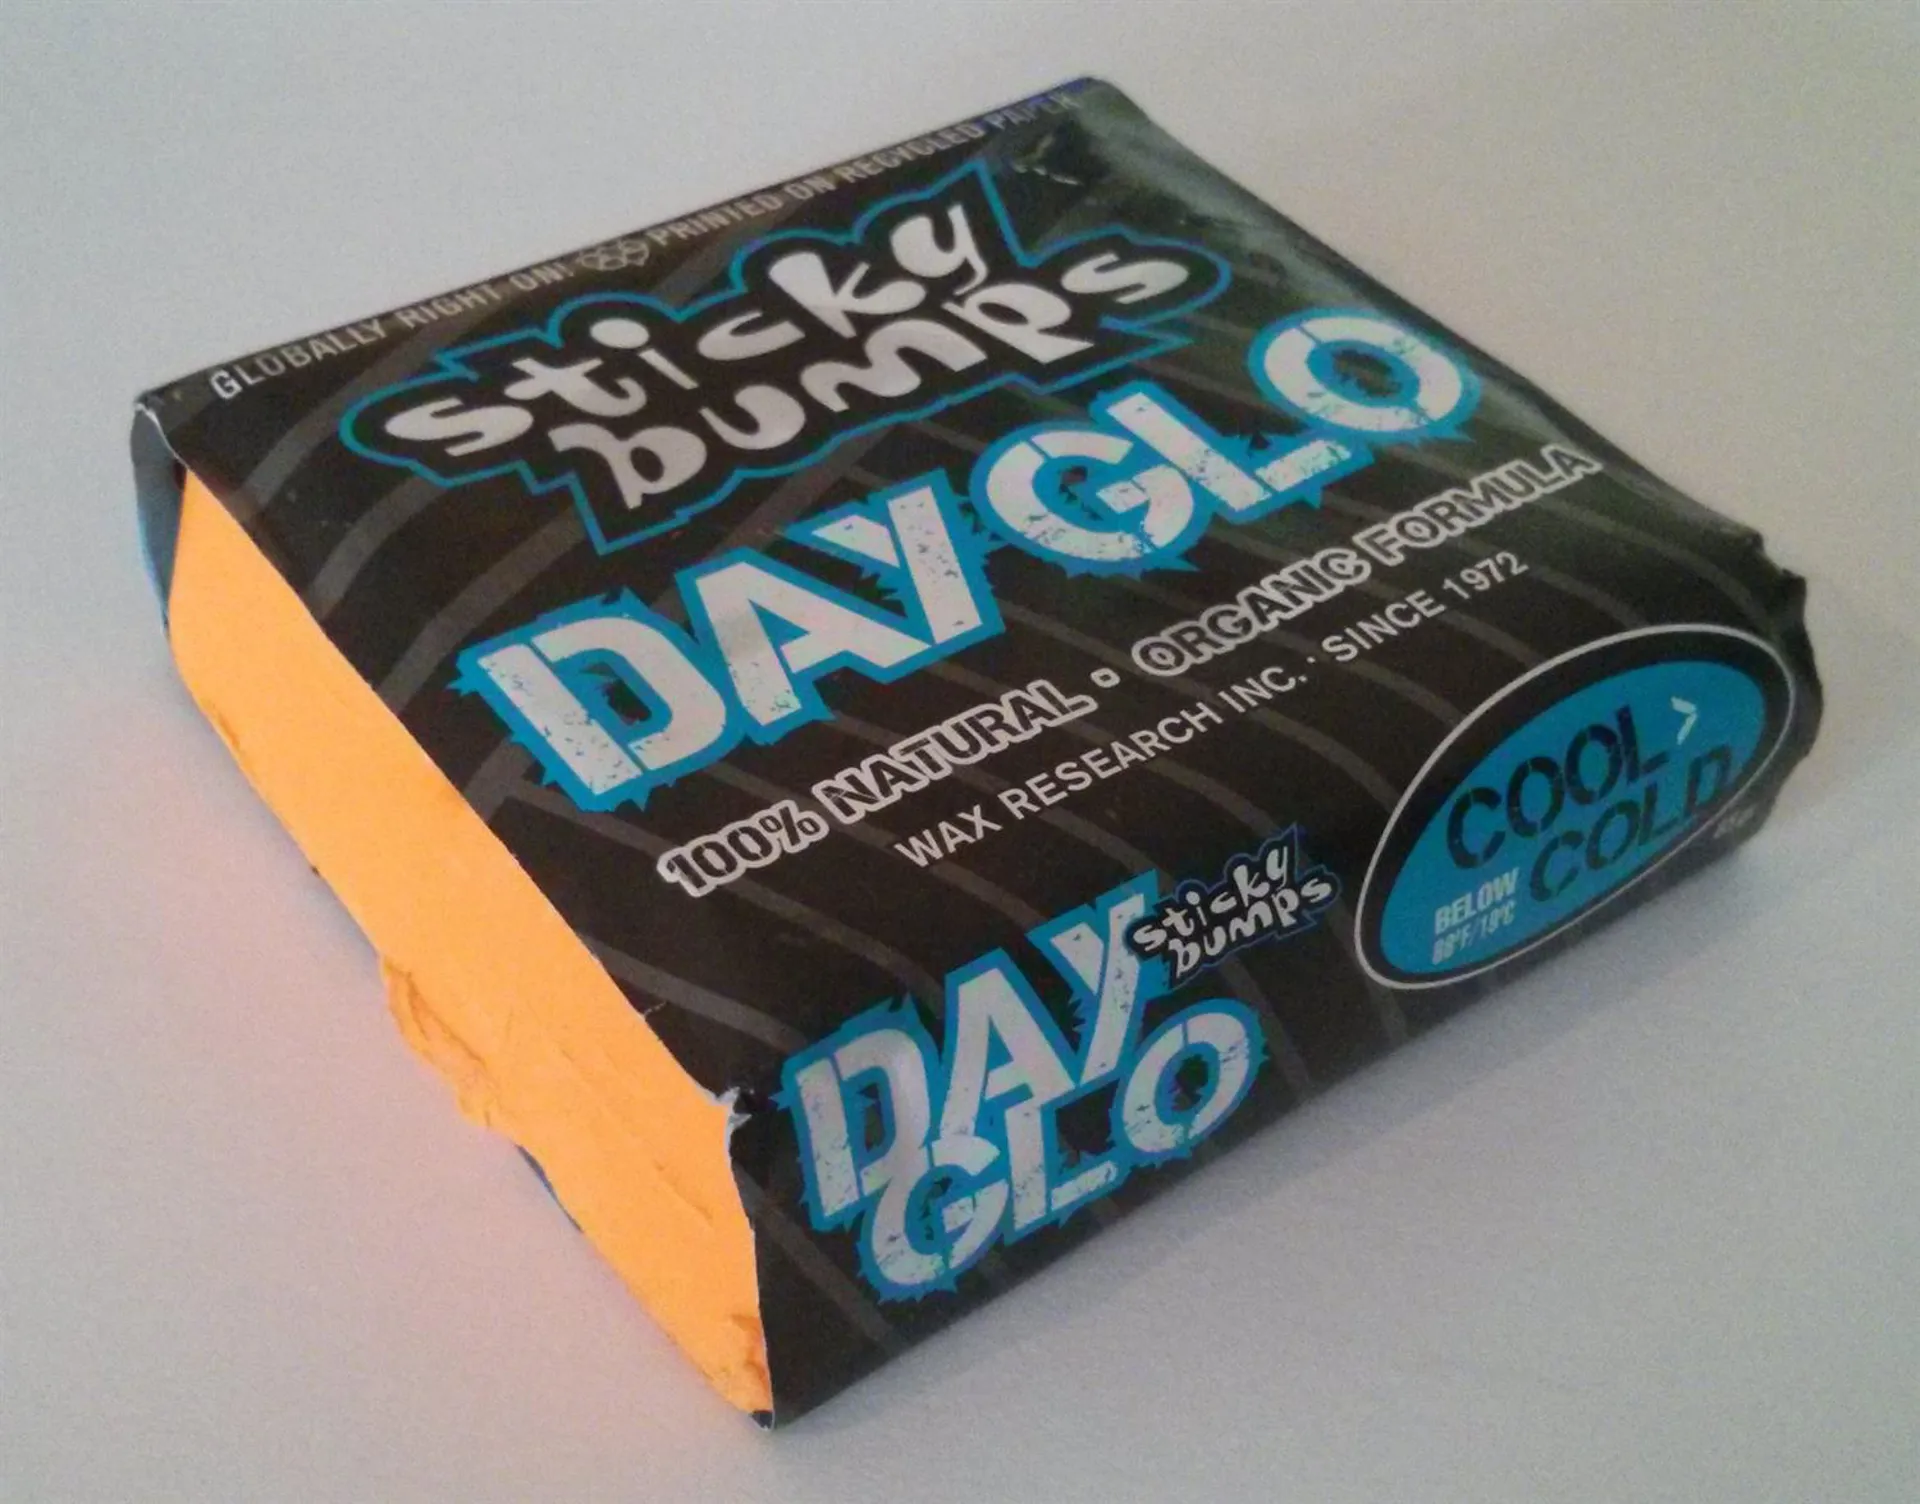 GLOBALLY RIGHT ON! PRINTED ON RECYCLED PAPER
sticky
bumps
DAY GLO
100% NATURAL • ORGANIC FORMULA
WAX RESEARCH INC. • SINCE 1972
COOL >
COLD
BELOW
sticky
bumps
DAY
GLO